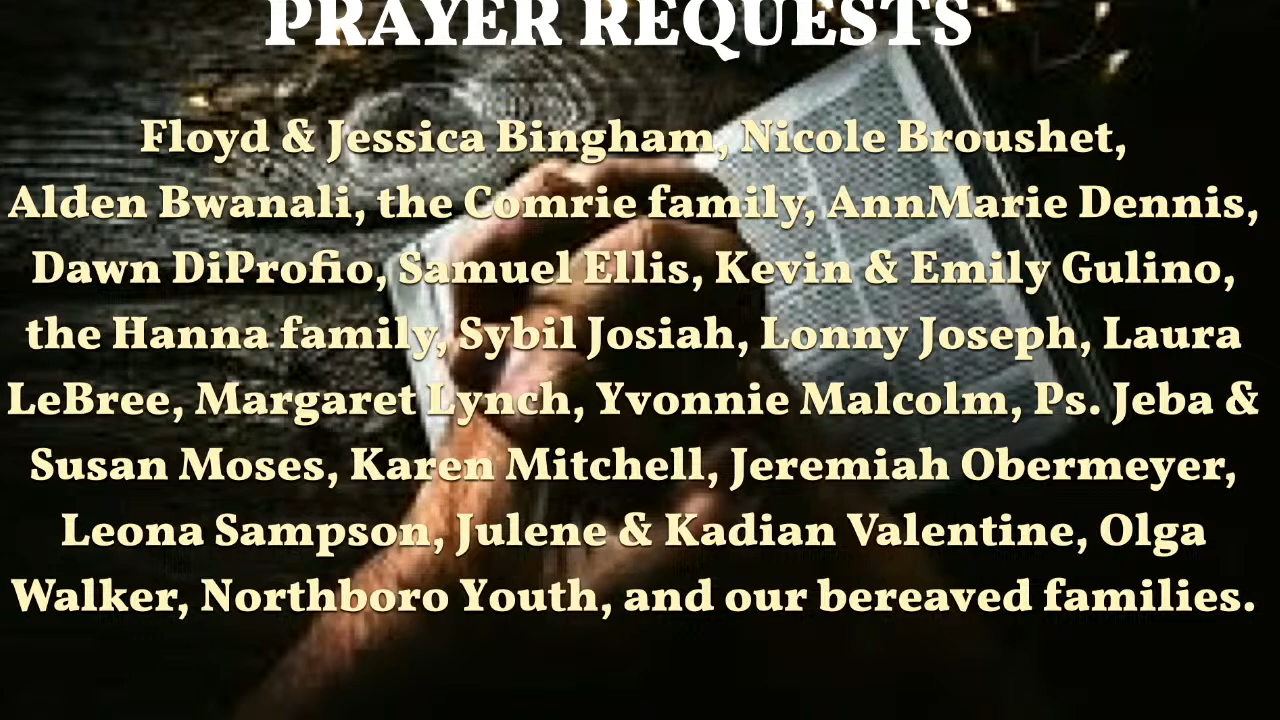 PRAYER REQUESTS
Floyd & Jessica Bingham, Nicole Broushet,
Alden Bwanali, the Comrie family, AnnMarie Dennis,
Dawn DiProfio, Samuel Ellis, Kevin & Emily Gulino,
the Hanna family, Sybil Josiah, Lonny Joseph, Laura
LeBree, Margaret Lynch, Yvonnie Malcolm, Ps. Jeba &
Susan Moses, Karen Mitchell, Jeremiah Obermeyer,
Leona Sampson, Julene & Kadian Valentine, Olga
Walker, Northboro Youth, and our bereaved families.